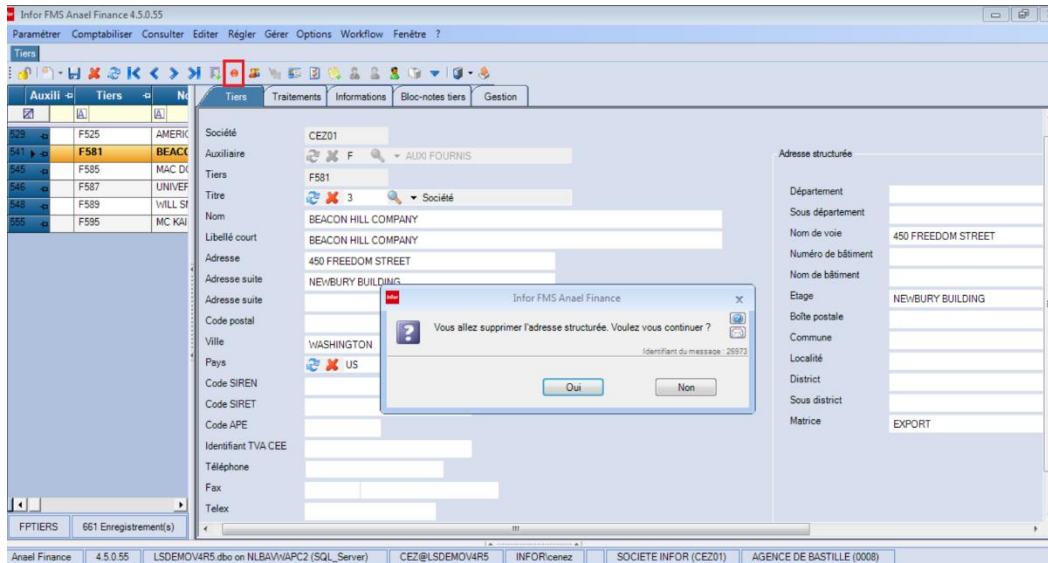 Infor FMS Anael Finance 4.5.0.55
Paramétrer Comptabiliser Consulter Editer Régler Gérer Options Workflow Fenêtre ?
Tiers
Auxili Tiers No
Tiers Traitements Informations Bloc-notes tiers Gestion
529 F525 AMERIC
541 F581 BEACO
545 F585 MAC DO
546 F587 UNIVER
548 F589 WILL SM
555 F595 MC KAI
Société CEZ01
Auxiliaire F AUXI FOURNIS
Tiers F581
Titre 3 Société
Nom BEACON HILL COMPANY
Libellé court BEACON HILL COMPANY
Adresse 450 FREEDOM STREET
Adresse suite NEWBURY BUILDING
Adresse suite
Code postal
Ville WASHINGTON
Pays US
Code SIREN
Code SIRET
Code APE
Identifiant TVA CEE
Téléphone
Fax
Telex
Adresse structurée
Département
Sous département
Nom de voie 450 FREEDOM STREET
Numéro de bâtiment
Nom de bâtiment
Etage NEWBURY BUILDING
Boîte postale
Commune
Localité
District
Sous district
Matrice EXPORT
infor Infor FMS Anael Finance
Vous allez supprimer l'adresse structurée. Voulez vous continuer ?
Identifiant du message : 26973
Oui Non
FPTIERS 661 Enregistrement(s)
Anael Finance 4.5.0.55 LSDEMOV4R5.dbo on NLBAVWAPC2 (SQL_Server) CEZ@LSDEMOV4R5 INFOR\cenez SOCIETE INFOR (CEZ01) AGENCE DE BASTILLE (0008)